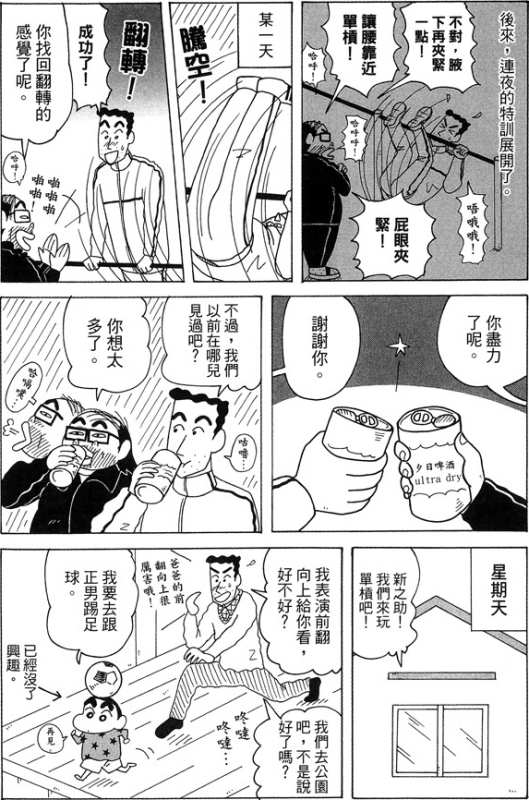 後來，連夜的特訓展開了。
不對，腋
下再夾緊
一點！
讓腰靠近
單槓！
哈呼！
哈呼！
唔哦哦！
屁眼夾
緊！
某一天
騰空！
翻轉！
成功了！
你找回翻轉的
感覺了呢。
哈呼！
啪
啪
啪
啪
你盡力
了呢。
謝謝你。
夕日啤酒
ultra dry
不過，我們
以前在哪兒
見過吧？
咕嚕…
你想太
多了。
星期天
新之助！
我們來玩
單槓吧！
我表演前翻
向上給你看，
好不好？
爸爸的前
翻向上很
厲害哦！
我們去公園
吧，不是說
好了嗎？
咚噠…
咚噠…
我要去跟
正男踢足
球。
再見
已經沒了
興趣。